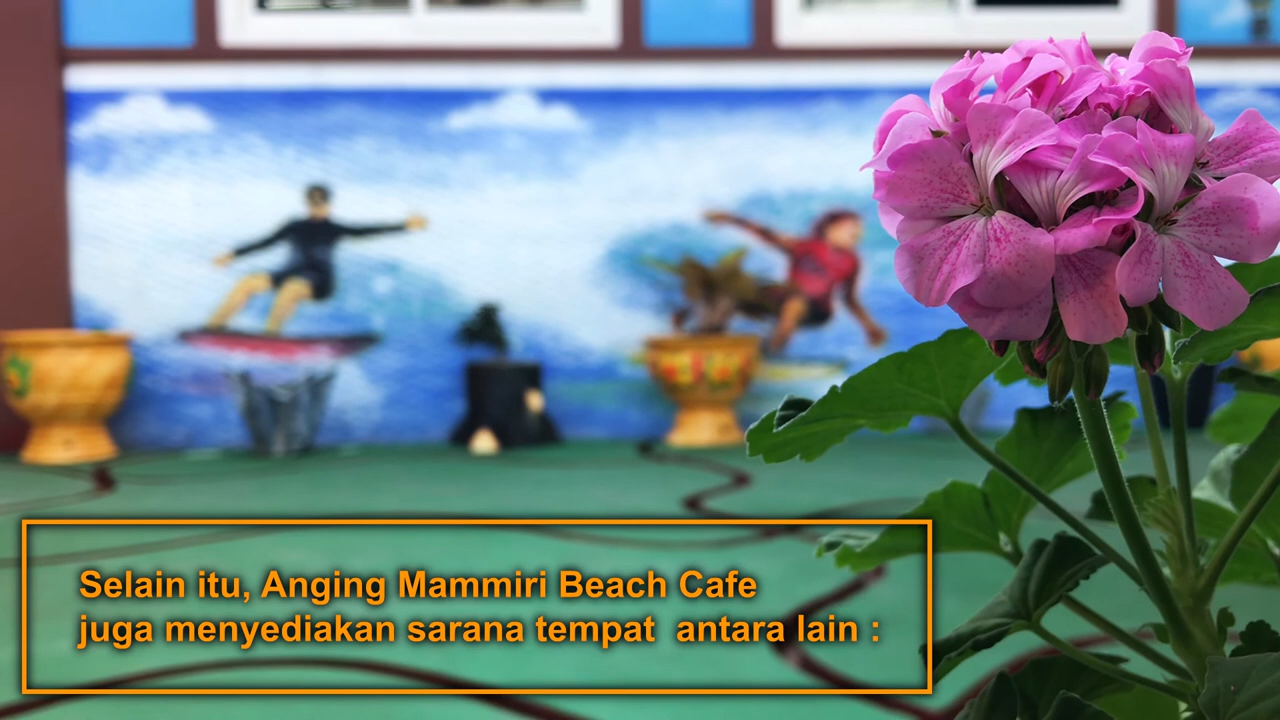 Selain itu, Anging Mammiri Beach Cafe
juga menyediakan sarana tempat  antara lain :